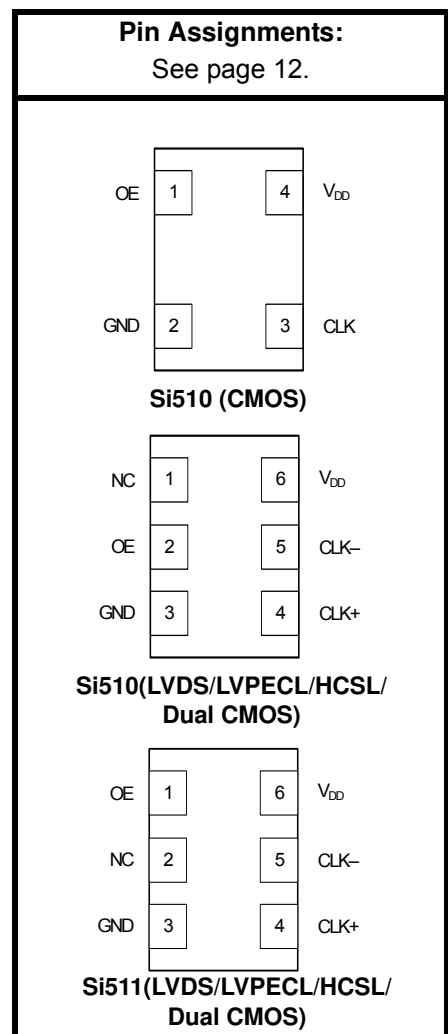 Pin Assignments:
See page 12.
OE 1 4 VDD
GND 2 3 CLK
Si510 (CMOS)
NC 1 6 VDD
OE 2 5 CLK–
GND 3 4 CLK+
Si510(LVDS/LVPECL/HCSL/
Dual CMOS)
OE 1 6 VDD
NC 2 5 CLK–
GND 3 4 CLK+
Si511(LVDS/LVPECL/HCSL/
Dual CMOS)